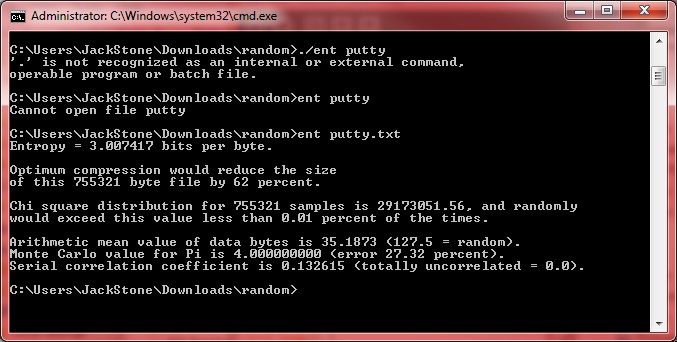 Administrator: C:\Windows\system32\cmd.exe
C:\Users\JackStone\Downloads\random>./ent putty
'.' is not recognized as an internal or external command,
operable program or batch file.
C:\Users\JackStone\Downloads\random>ent putty
Cannot open file putty
C:\Users\JackStone\Downloads\random>ent putty.txt
Entropy = 3.007417 bits per byte.
Optimum compression would reduce the size
of this 755321 byte file by 62 percent.
Chi square distribution for 755321 samples is 29173051.56, and randomly
would exceed this value less than 0.01 percent of the times.
Arithmetic mean value of data bytes is 35.1873 (127.5 = random).
Monte Carlo value for Pi is 4.000000000 (error 27.32 percent).
Serial correlation coefficient is 0.132615 (totally uncorrelated = 0.0).
C:\Users\JackStone\Downloads\random>